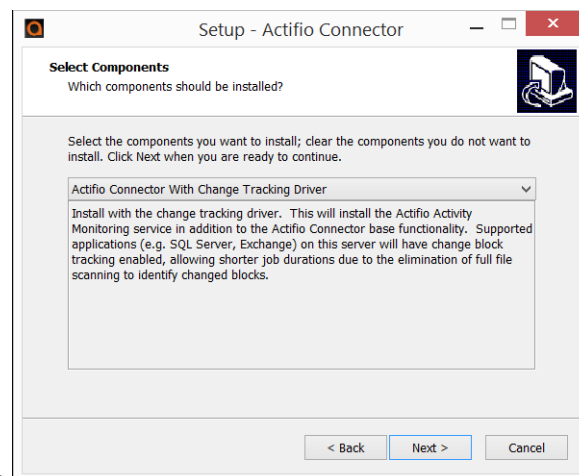 Setup - Actifio Connector
Select Components
Which components should be installed?
Select the components you want to install; clear the components you do not want to
install. Click Next when you are ready to continue.
Actifio Connector With Change Tracking Driver
Install with the change tracking driver.  This will install the Actifio Activity
Monitoring service in addition to the Actifio Connector base functionality.  Supported
applications (e.g. SQL Server, Exchange) on this server will have change block
tracking enabled, allowing shorter job durations due to the elimination of full file
scanning to identify changed blocks.
< Back
Next >
Cancel